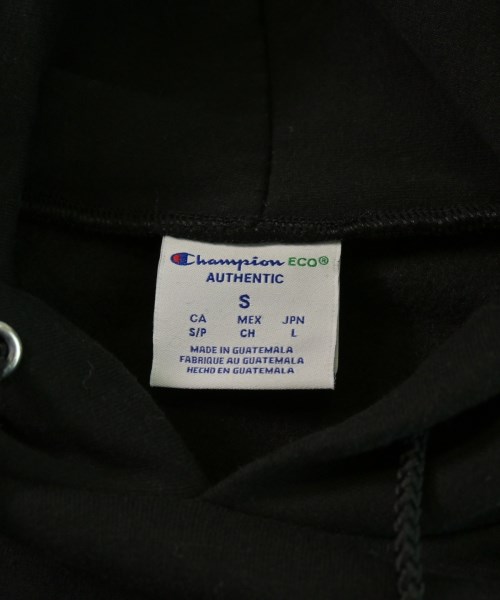 Champion ECO®
AUTHENTIC
S
CA MEX JPN
S/P CH L
MADE IN GUATEMALA
FABRIQUE AU GUATEMALA
HECHO EN GUATEMALA